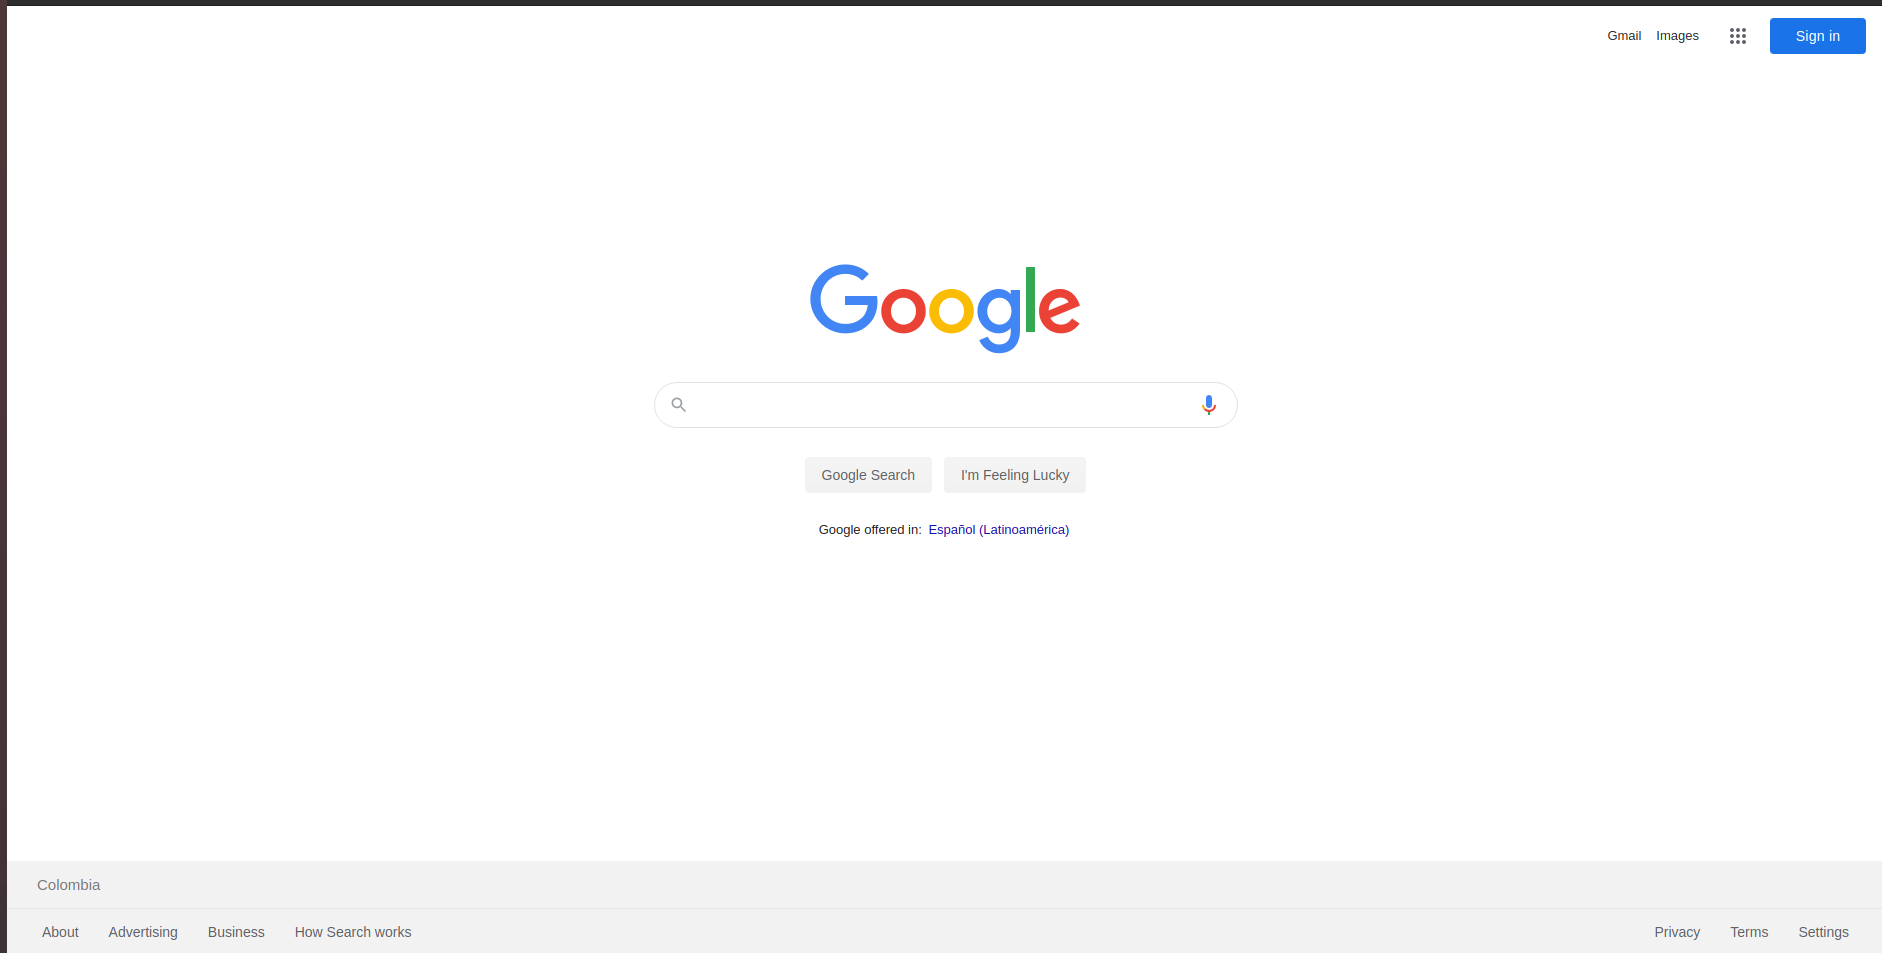 Gmail Images Sign in
Google
Google Search I'm Feeling Lucky
Google offered in: Español (Latinoamérica)
Colombia
About Advertising Business How Search works Privacy Terms Settings